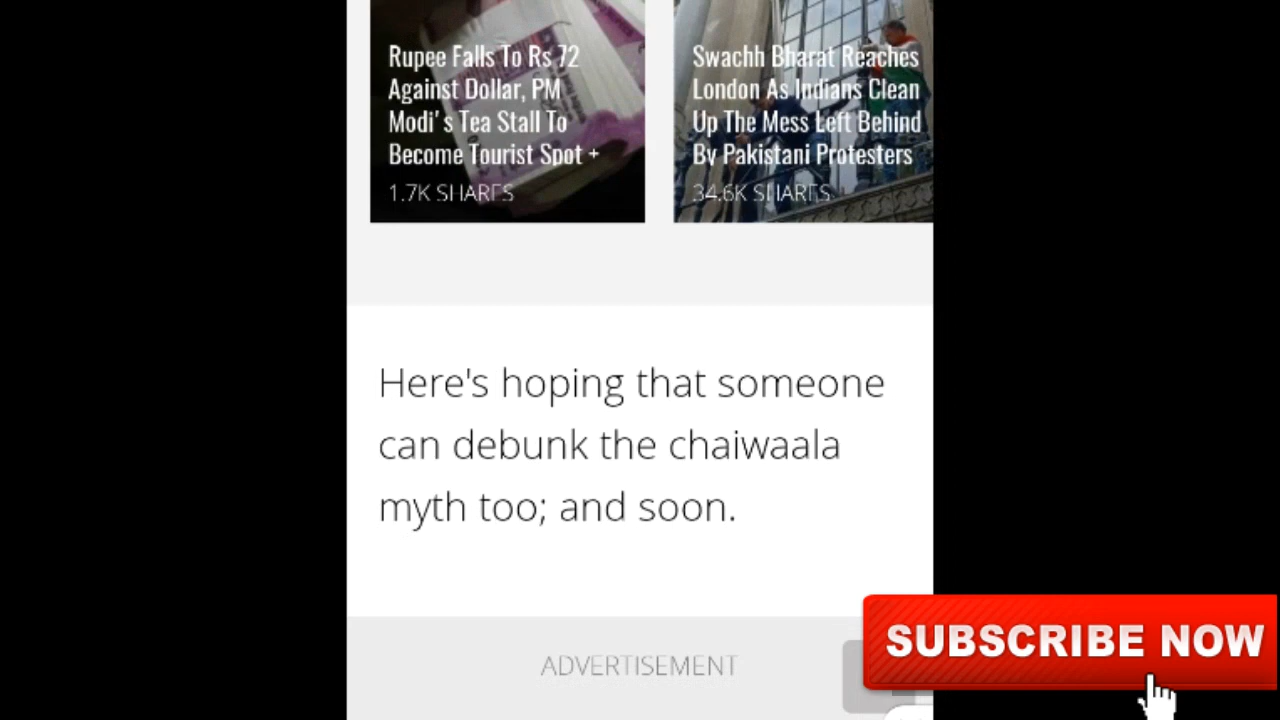 Rupee Falls To Rs 72
Against Dollar, PM
Modi's Tea Stall To
Become Tourist Spot +
1.7K SHARES
Swachh Bharat Reaches
London As Indians Clean
Up The Mess Left Behind
By Pakistani Protesters
34.6K SHARES
Here's hoping that someone
can debunk the chaiwaala
myth too; and soon.
ADVERTISEMENT
SUBSCRIBE NOW